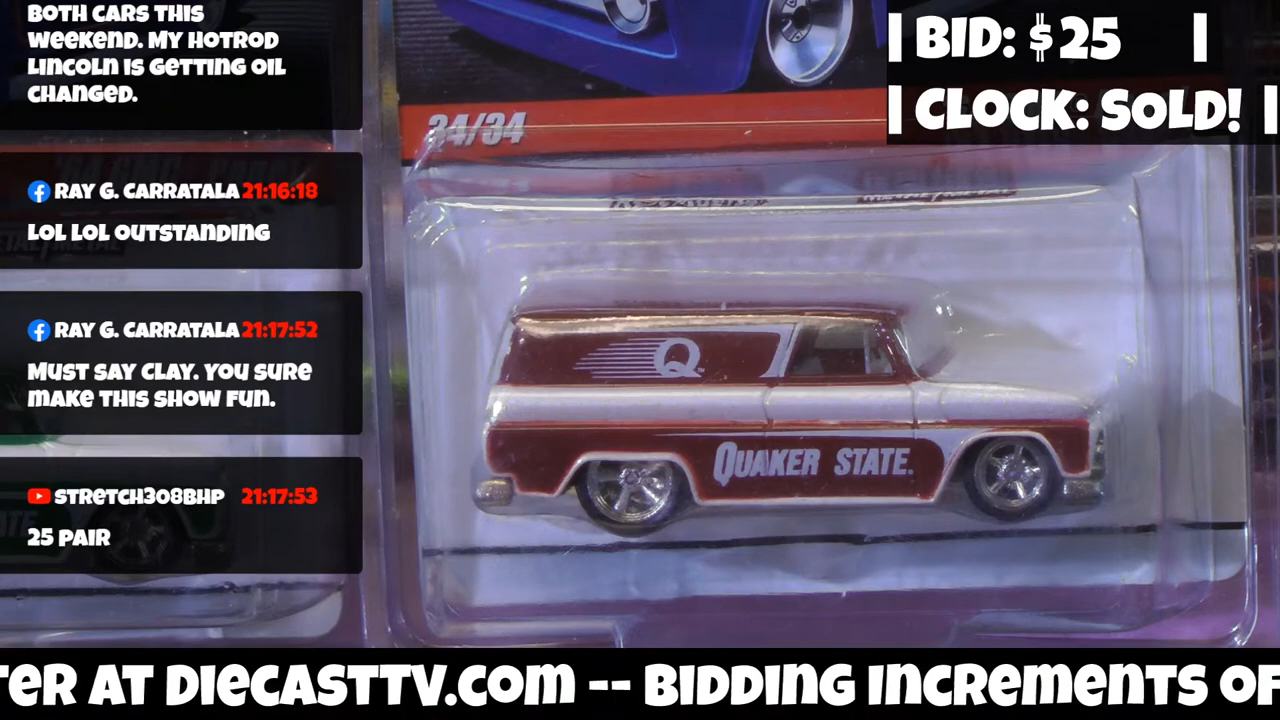 BOTH CARS THIS
WEEKEND. MY HOTROD
LINCOLN IS GETTING OIL
CHANGED.
RAY G. CARRATALA 21:16:18
LOL LOL OUTSTANDING
RAY G. CARRATALA 21:17:52
MUST SAY CLAY. YOU SURE
MAKE THIS SHOW FUN.
STRETCH308BHP 21:17:53
25 PAIR
| BID: $25 |
| CLOCK: SOLD! |
34/34
METAL/METAL
Q
QUAKER STATE.
TER AT DIECASTTV.COM -- BIDDING INCREMENTS OF